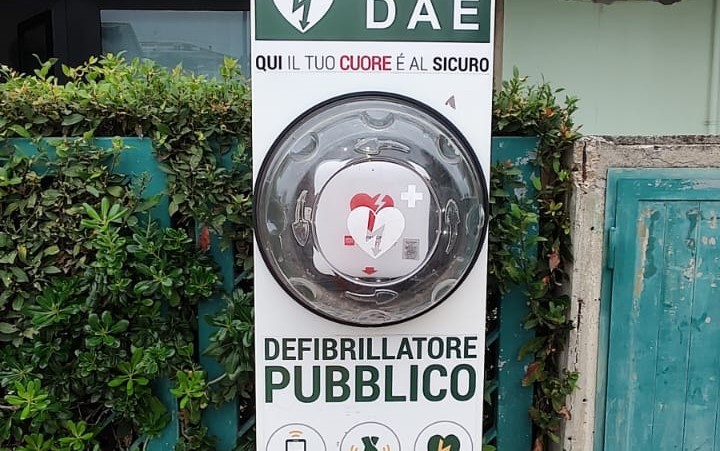 DAE
QUI IL TUO CUORE É AL SICURO
DEFIBRILLATORE
PUBBLICO